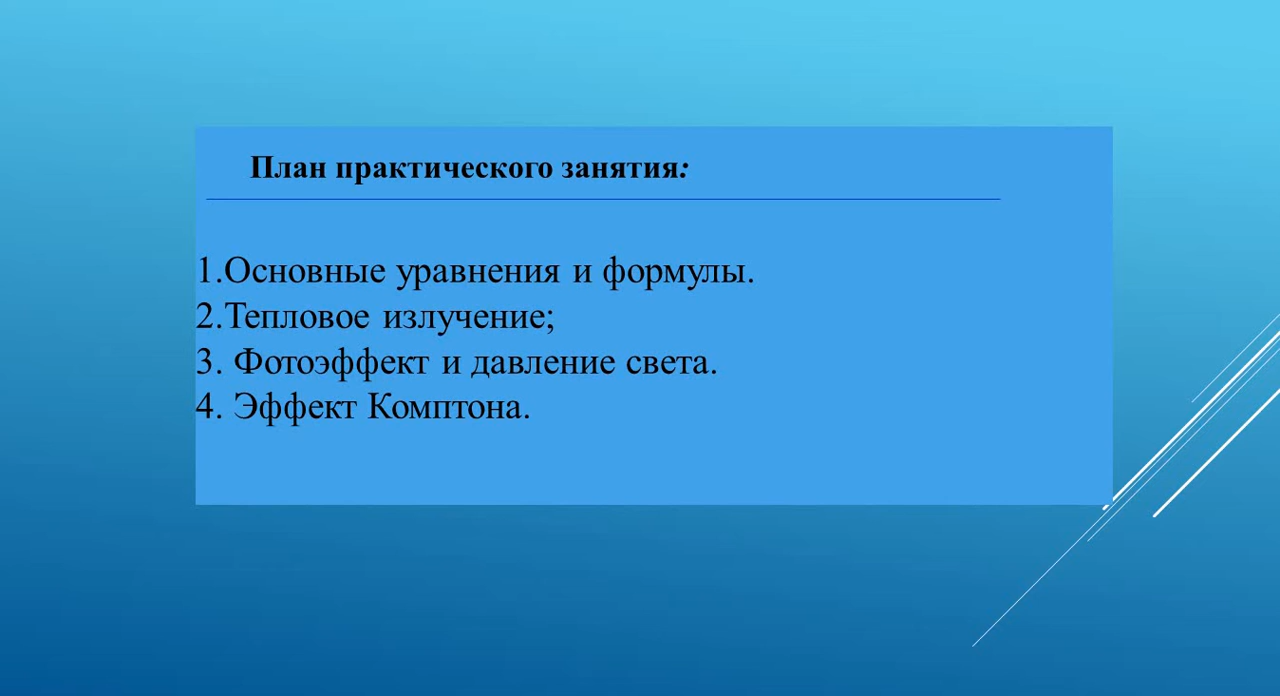 План практического занятия:
1.Основные уравнения и формулы.
2.Тепловое излучение;
3. Фотоэффект и давление света.
4. Эффект Комптона.